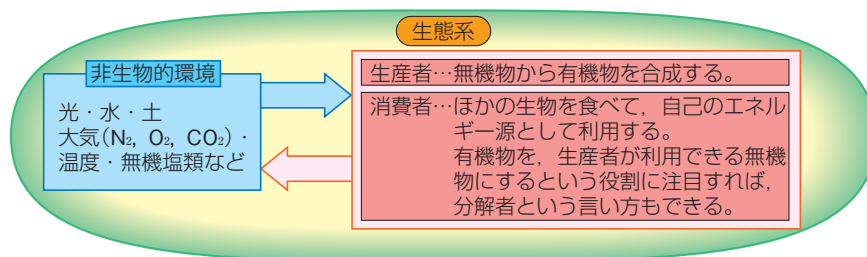 生態系
非生物的環境
光・水・土
大気(N₂, O₂, CO₂)・
温度・無機塩類など
生産者…無機物から有機物を合成する。
消費者…ほかの生物を食べて，自己のエネル
ギー源として利用する。
有機物を，生産者が利用できる無機
物にするという役割に注目すれば，
分解者という言い方もできる。